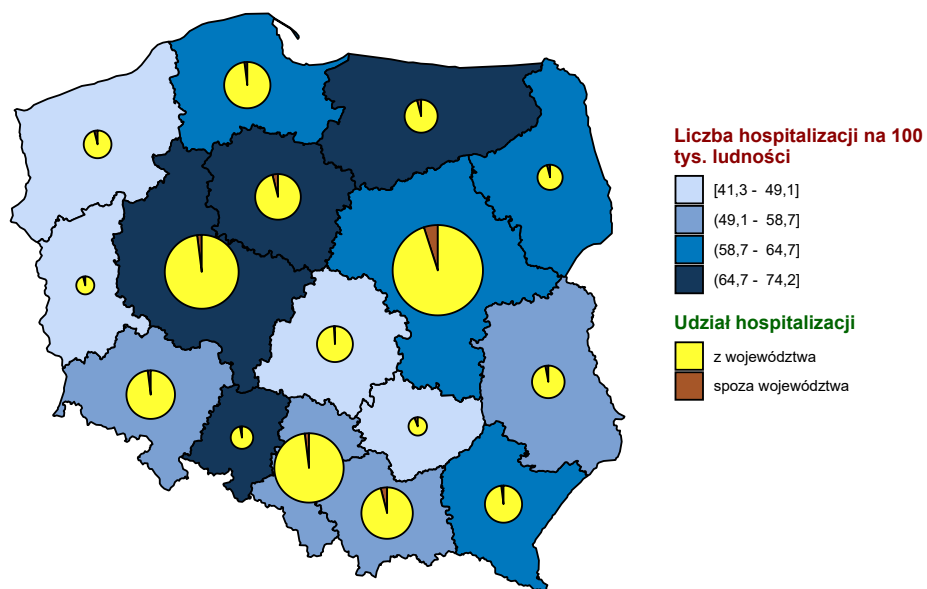 Liczba hospitalizacji na 100
tys. ludności
[41,3 - 49,1]
(49,1 - 58,7]
(58,7 - 64,7]
(64,7 - 74,2]
Udział hospitalizacji
z województwa
spoza województwa